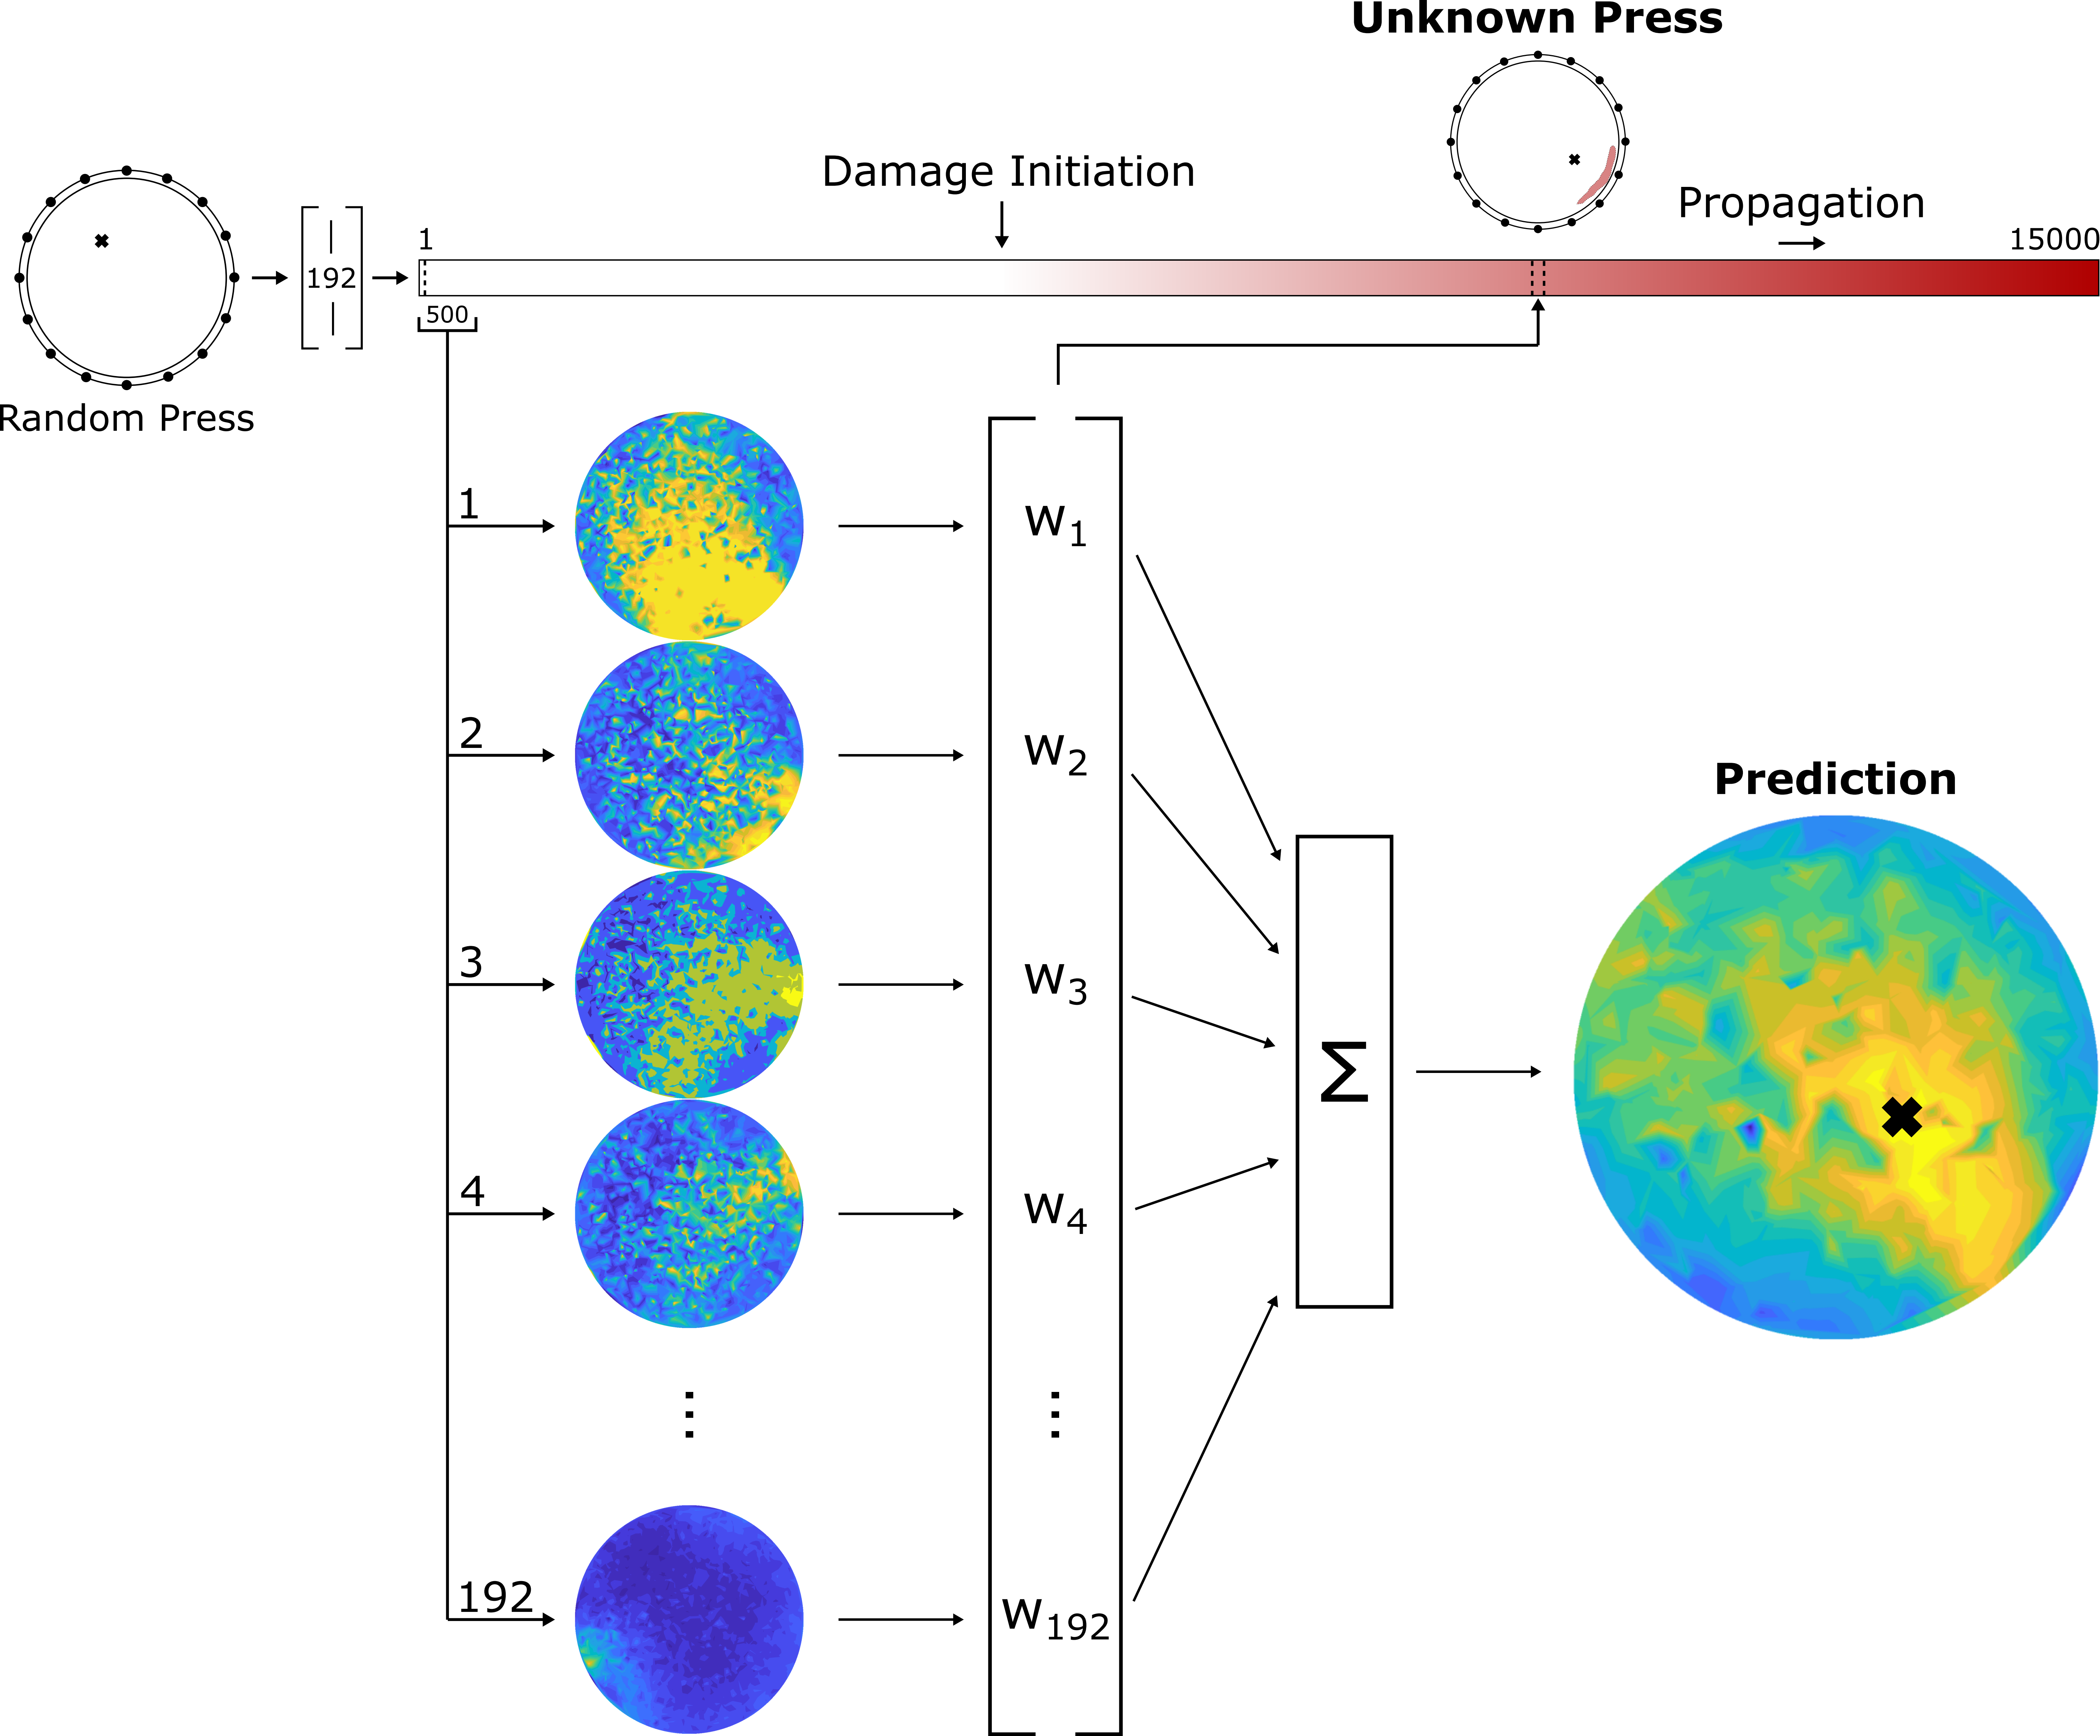 Unknown Press
Damage Initiation
Propagation
1
15000
192
500
Random Press
1
w1
2
w2
Prediction
3
w3
Σ
4
w4
192
w192